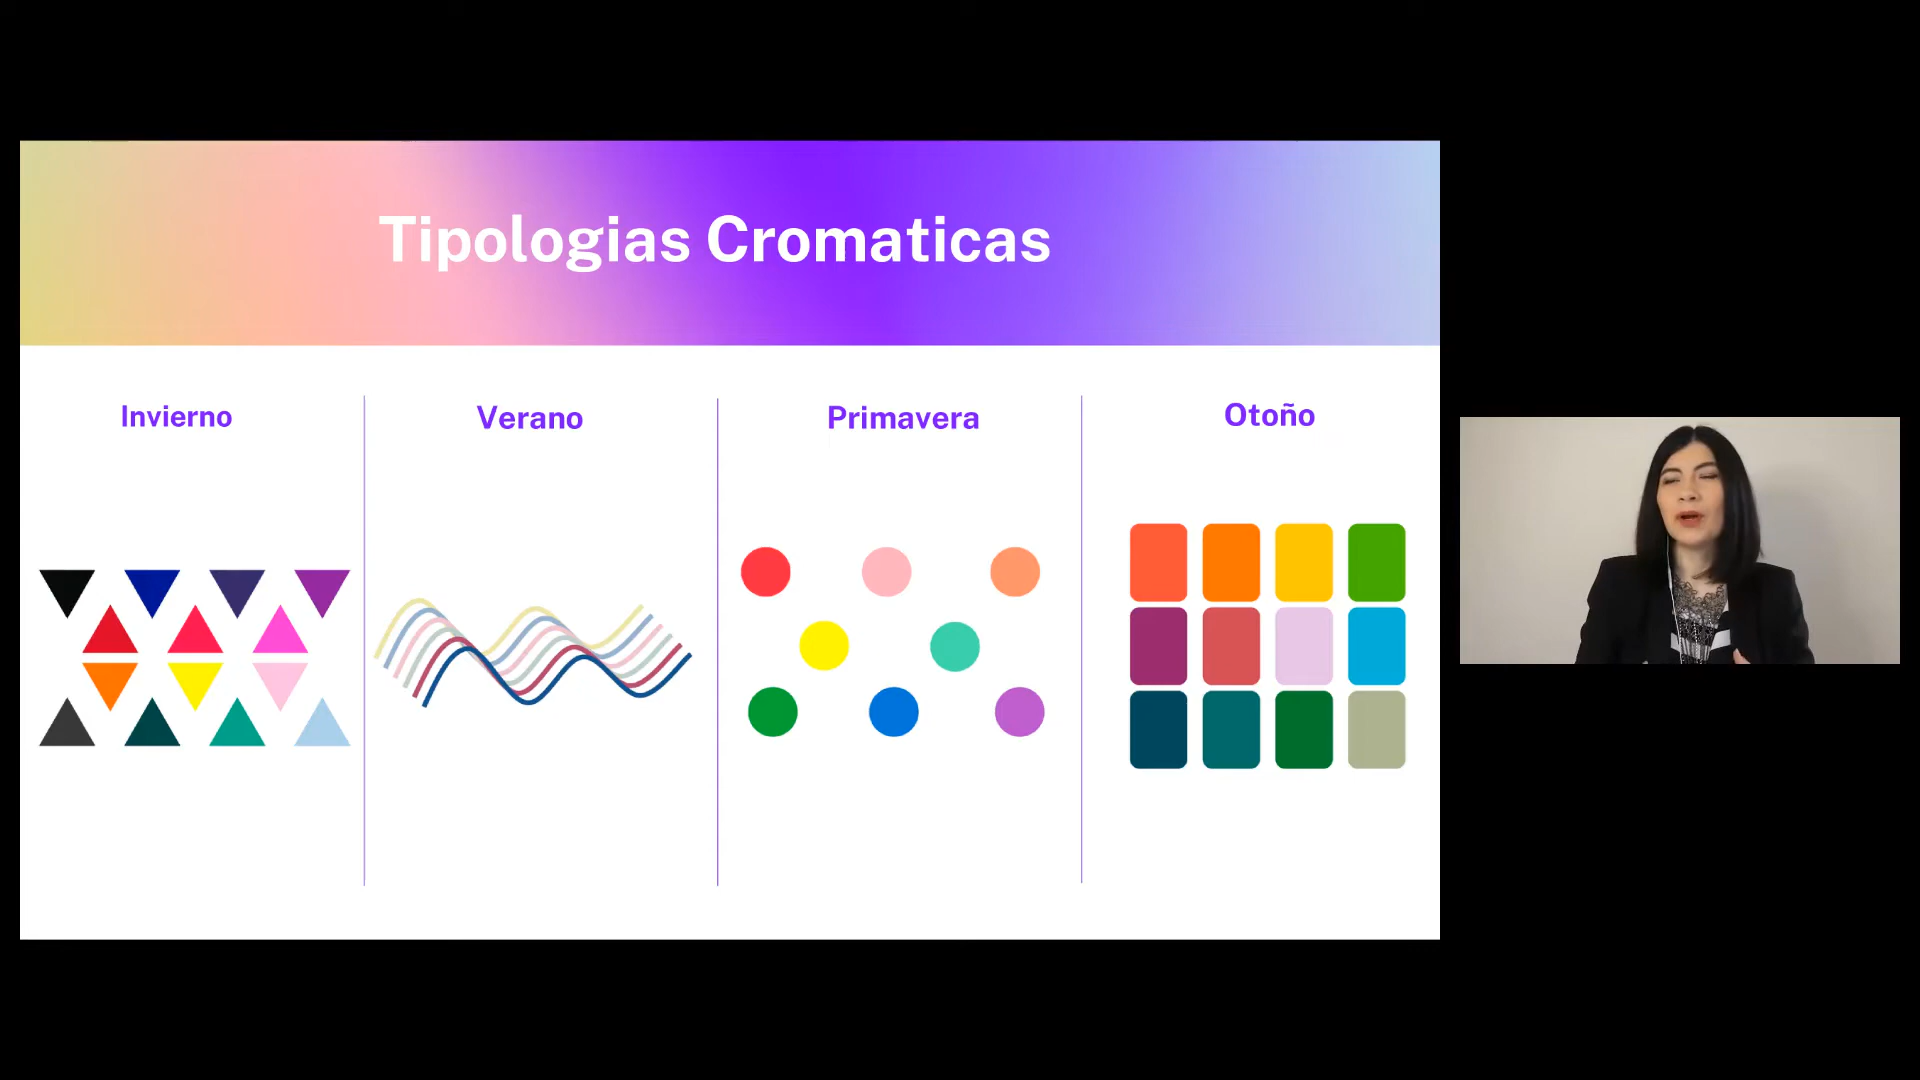 Tipologias Cromaticas
Invierno
Verano
Primavera
Otoño